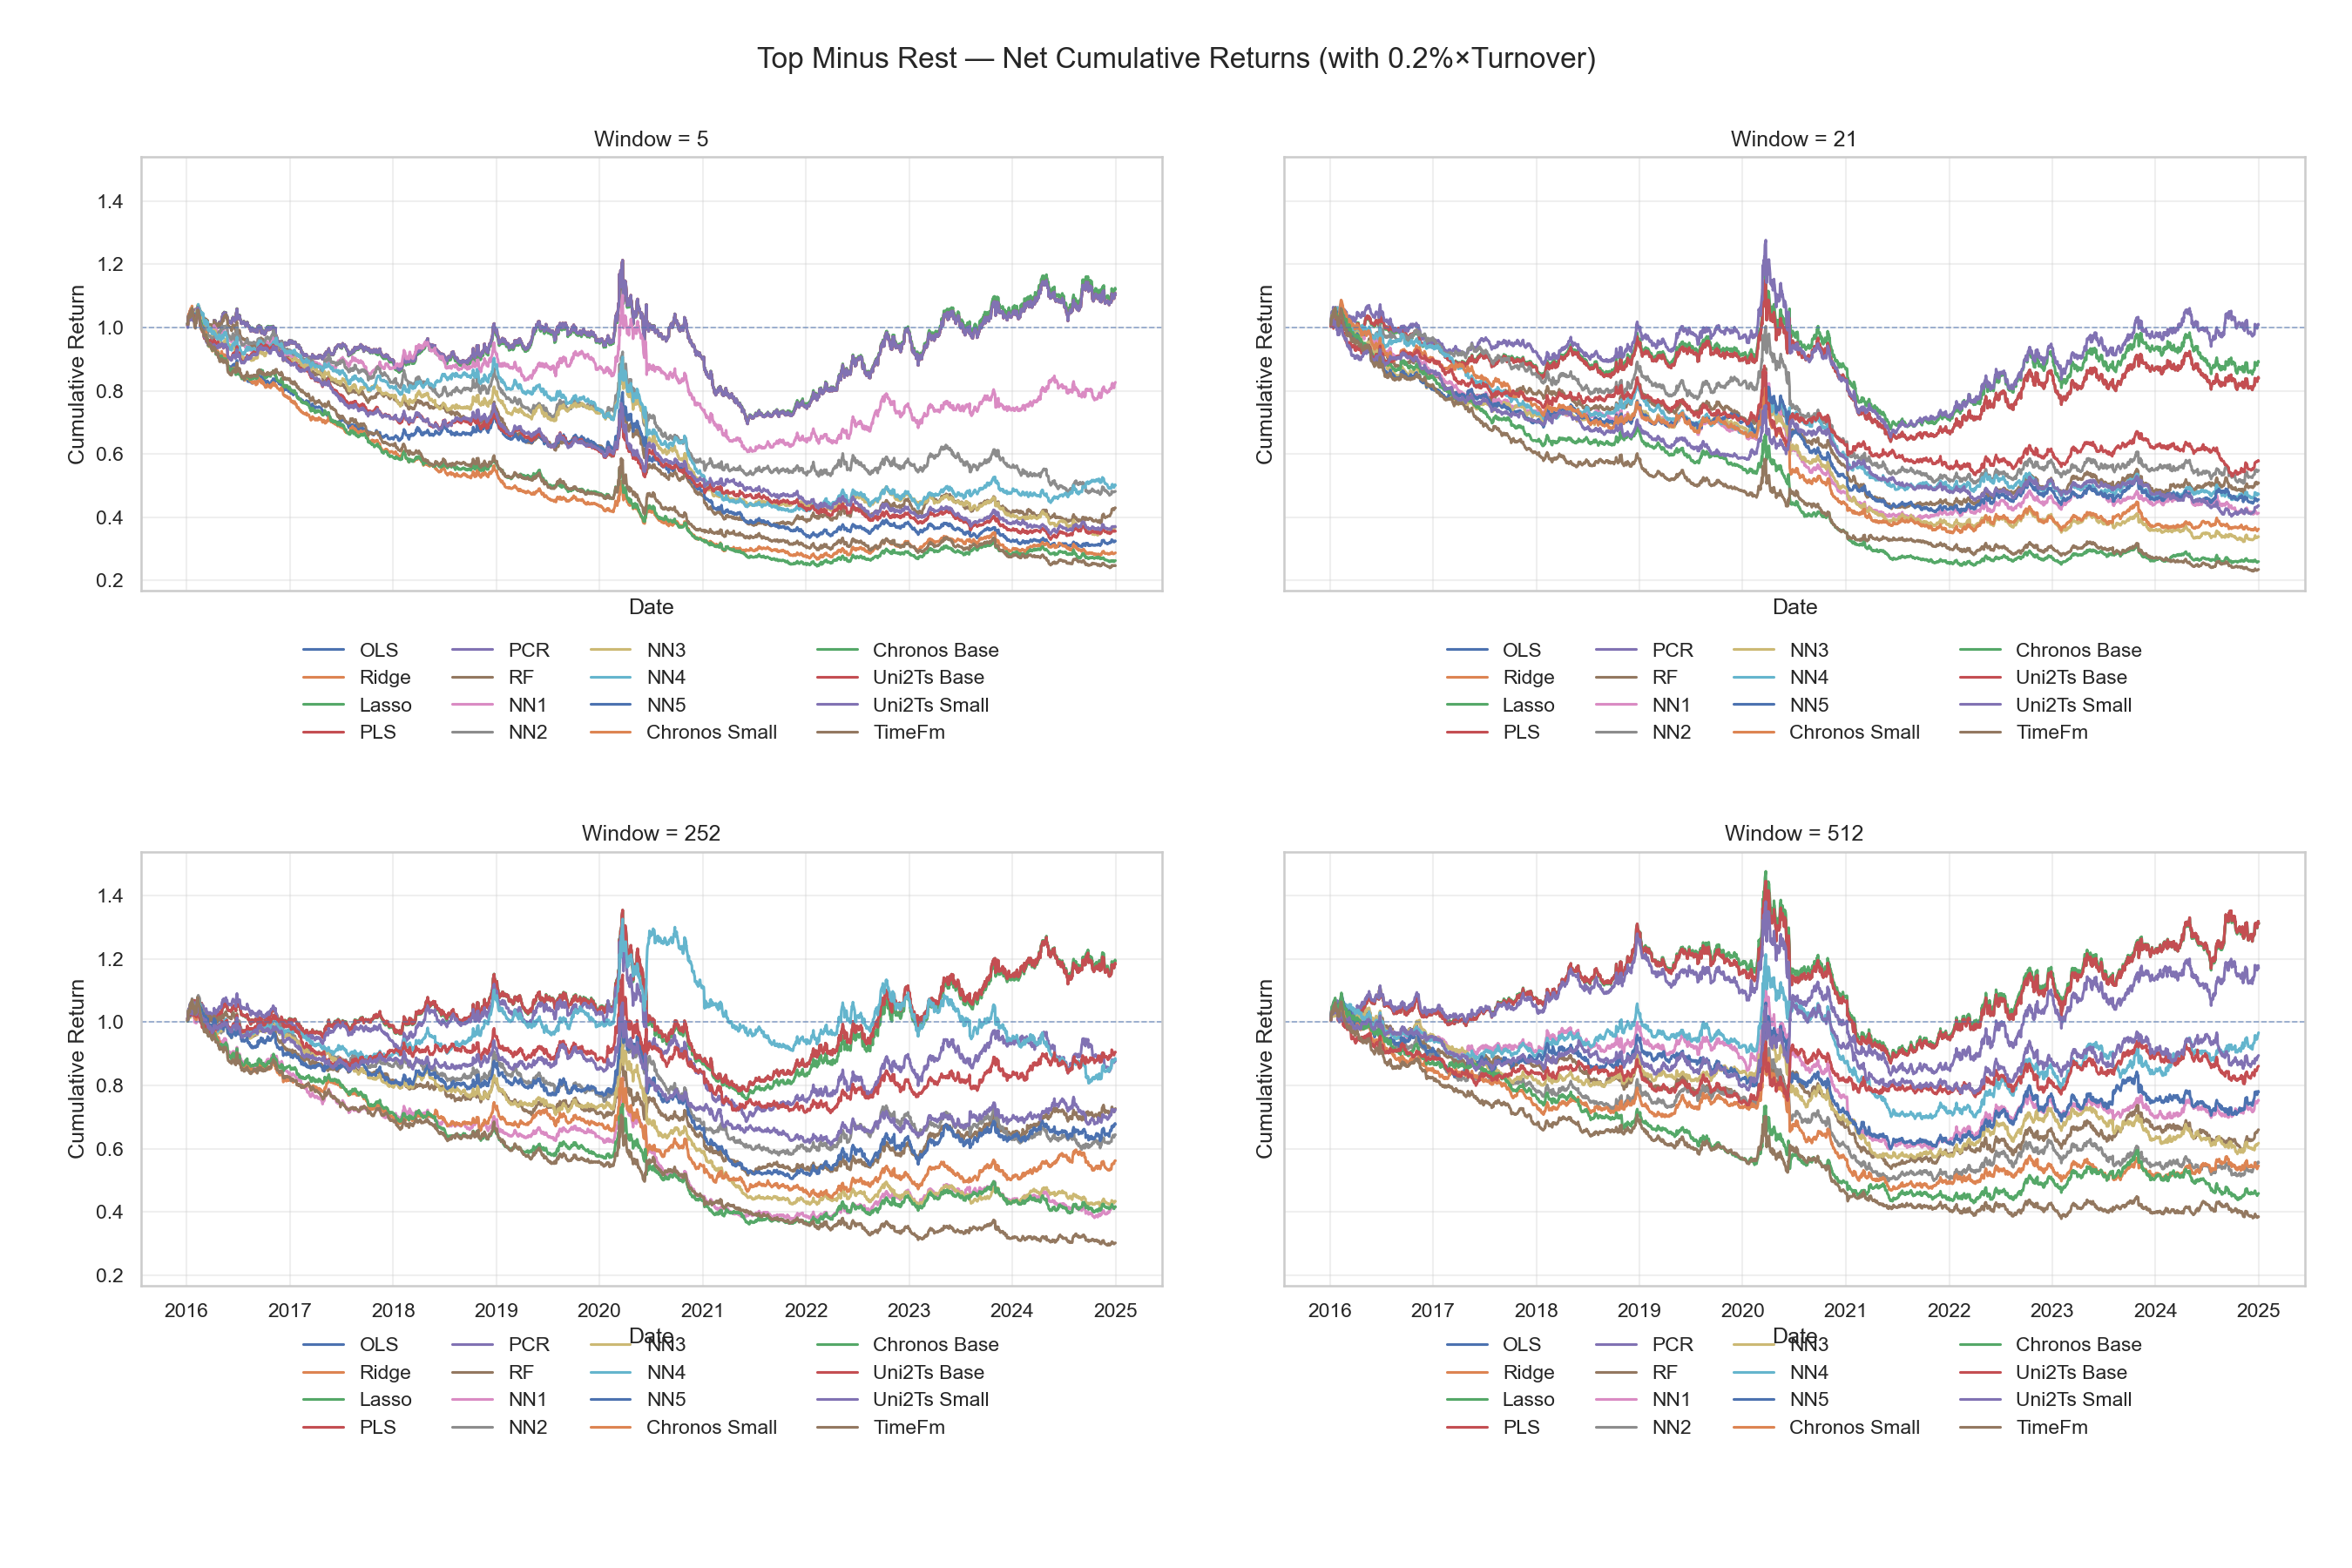 Top Minus Rest — Net Cumulative Returns (with 0.2%×Turnover)
Window = 5
Cumulative Return
1.4
1.2
1.0
0.8
0.6
0.4
0.2
Date
OLS PCR NN3 Chronos Base
Ridge RF NN4 Uni2Ts Base
Lasso NN1 NN5 Uni2Ts Small
PLS NN2 Chronos Small TimeFm
Window = 21
Cumulative Return
Date
OLS PCR NN3 Chronos Base
Ridge RF NN4 Uni2Ts Base
Lasso NN1 NN5 Uni2Ts Small
PLS NN2 Chronos Small TimeFm
Window = 252
Cumulative Return
1.4
1.2
1.0
0.8
0.6
0.4
0.2
2016 2017 2018 2019 2020 2021 2022 2023 2024 2025
Date
OLS PCR NN3 Chronos Base
Ridge RF NN4 Uni2Ts Base
Lasso NN1 NN5 Uni2Ts Small
PLS NN2 Chronos Small TimeFm
Window = 512
Cumulative Return
2016 2017 2018 2019 2020 2021 2022 2023 2024 2025
Date
OLS PCR NN3 Chronos Base
Ridge RF NN4 Uni2Ts Base
Lasso NN1 NN5 Uni2Ts Small
PLS NN2 Chronos Small TimeFm